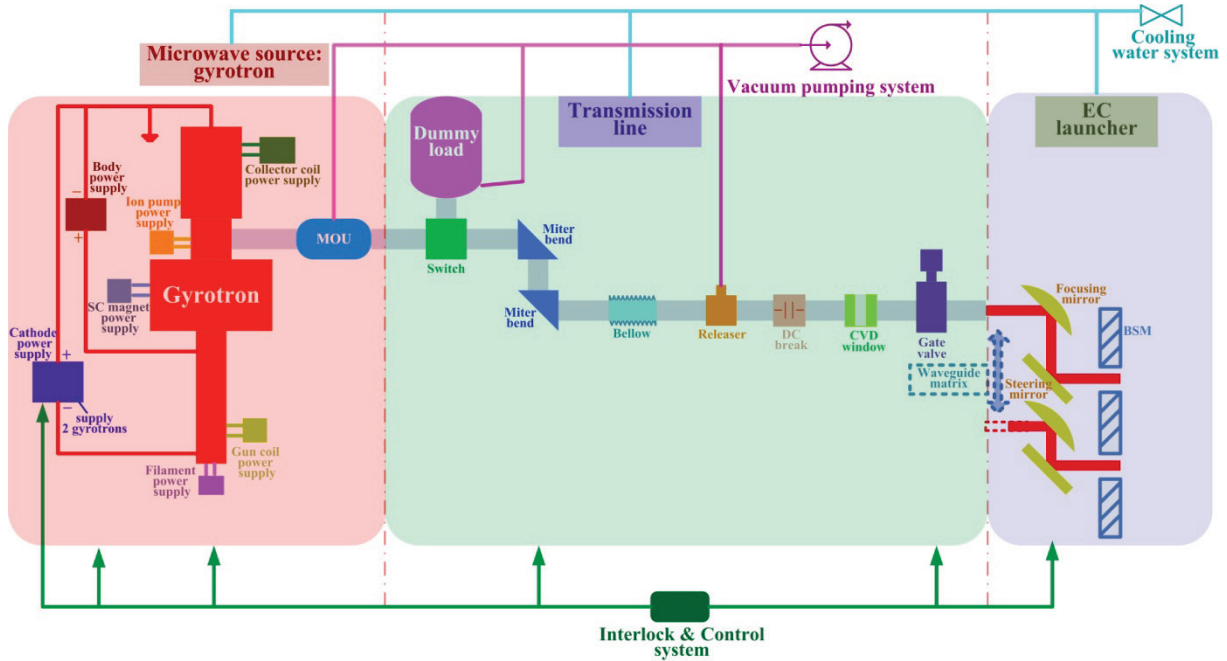 Microwave source:
gyrotron
Cooling
water system
Vacuum pumping system
Transmission
line
EC
launcher
Dummy
load
Collector coil
power supply
Body
power
supply
−
+
Ion pump
power
supply
MOU
Switch
Miter
bend
Miter
bend
Gyrotron
SC magnet
power
supply
Cathode
power
supply
+
−
supply
2 gyrotrons
Gun coil
power
supply
Filament
power
supply
Bellow
Releaser
DC
break
CVD
window
Gate
valve
Focusing
mirror
BSM
Waveguide
matrix
Steering
mirror
Interlock & Control
system